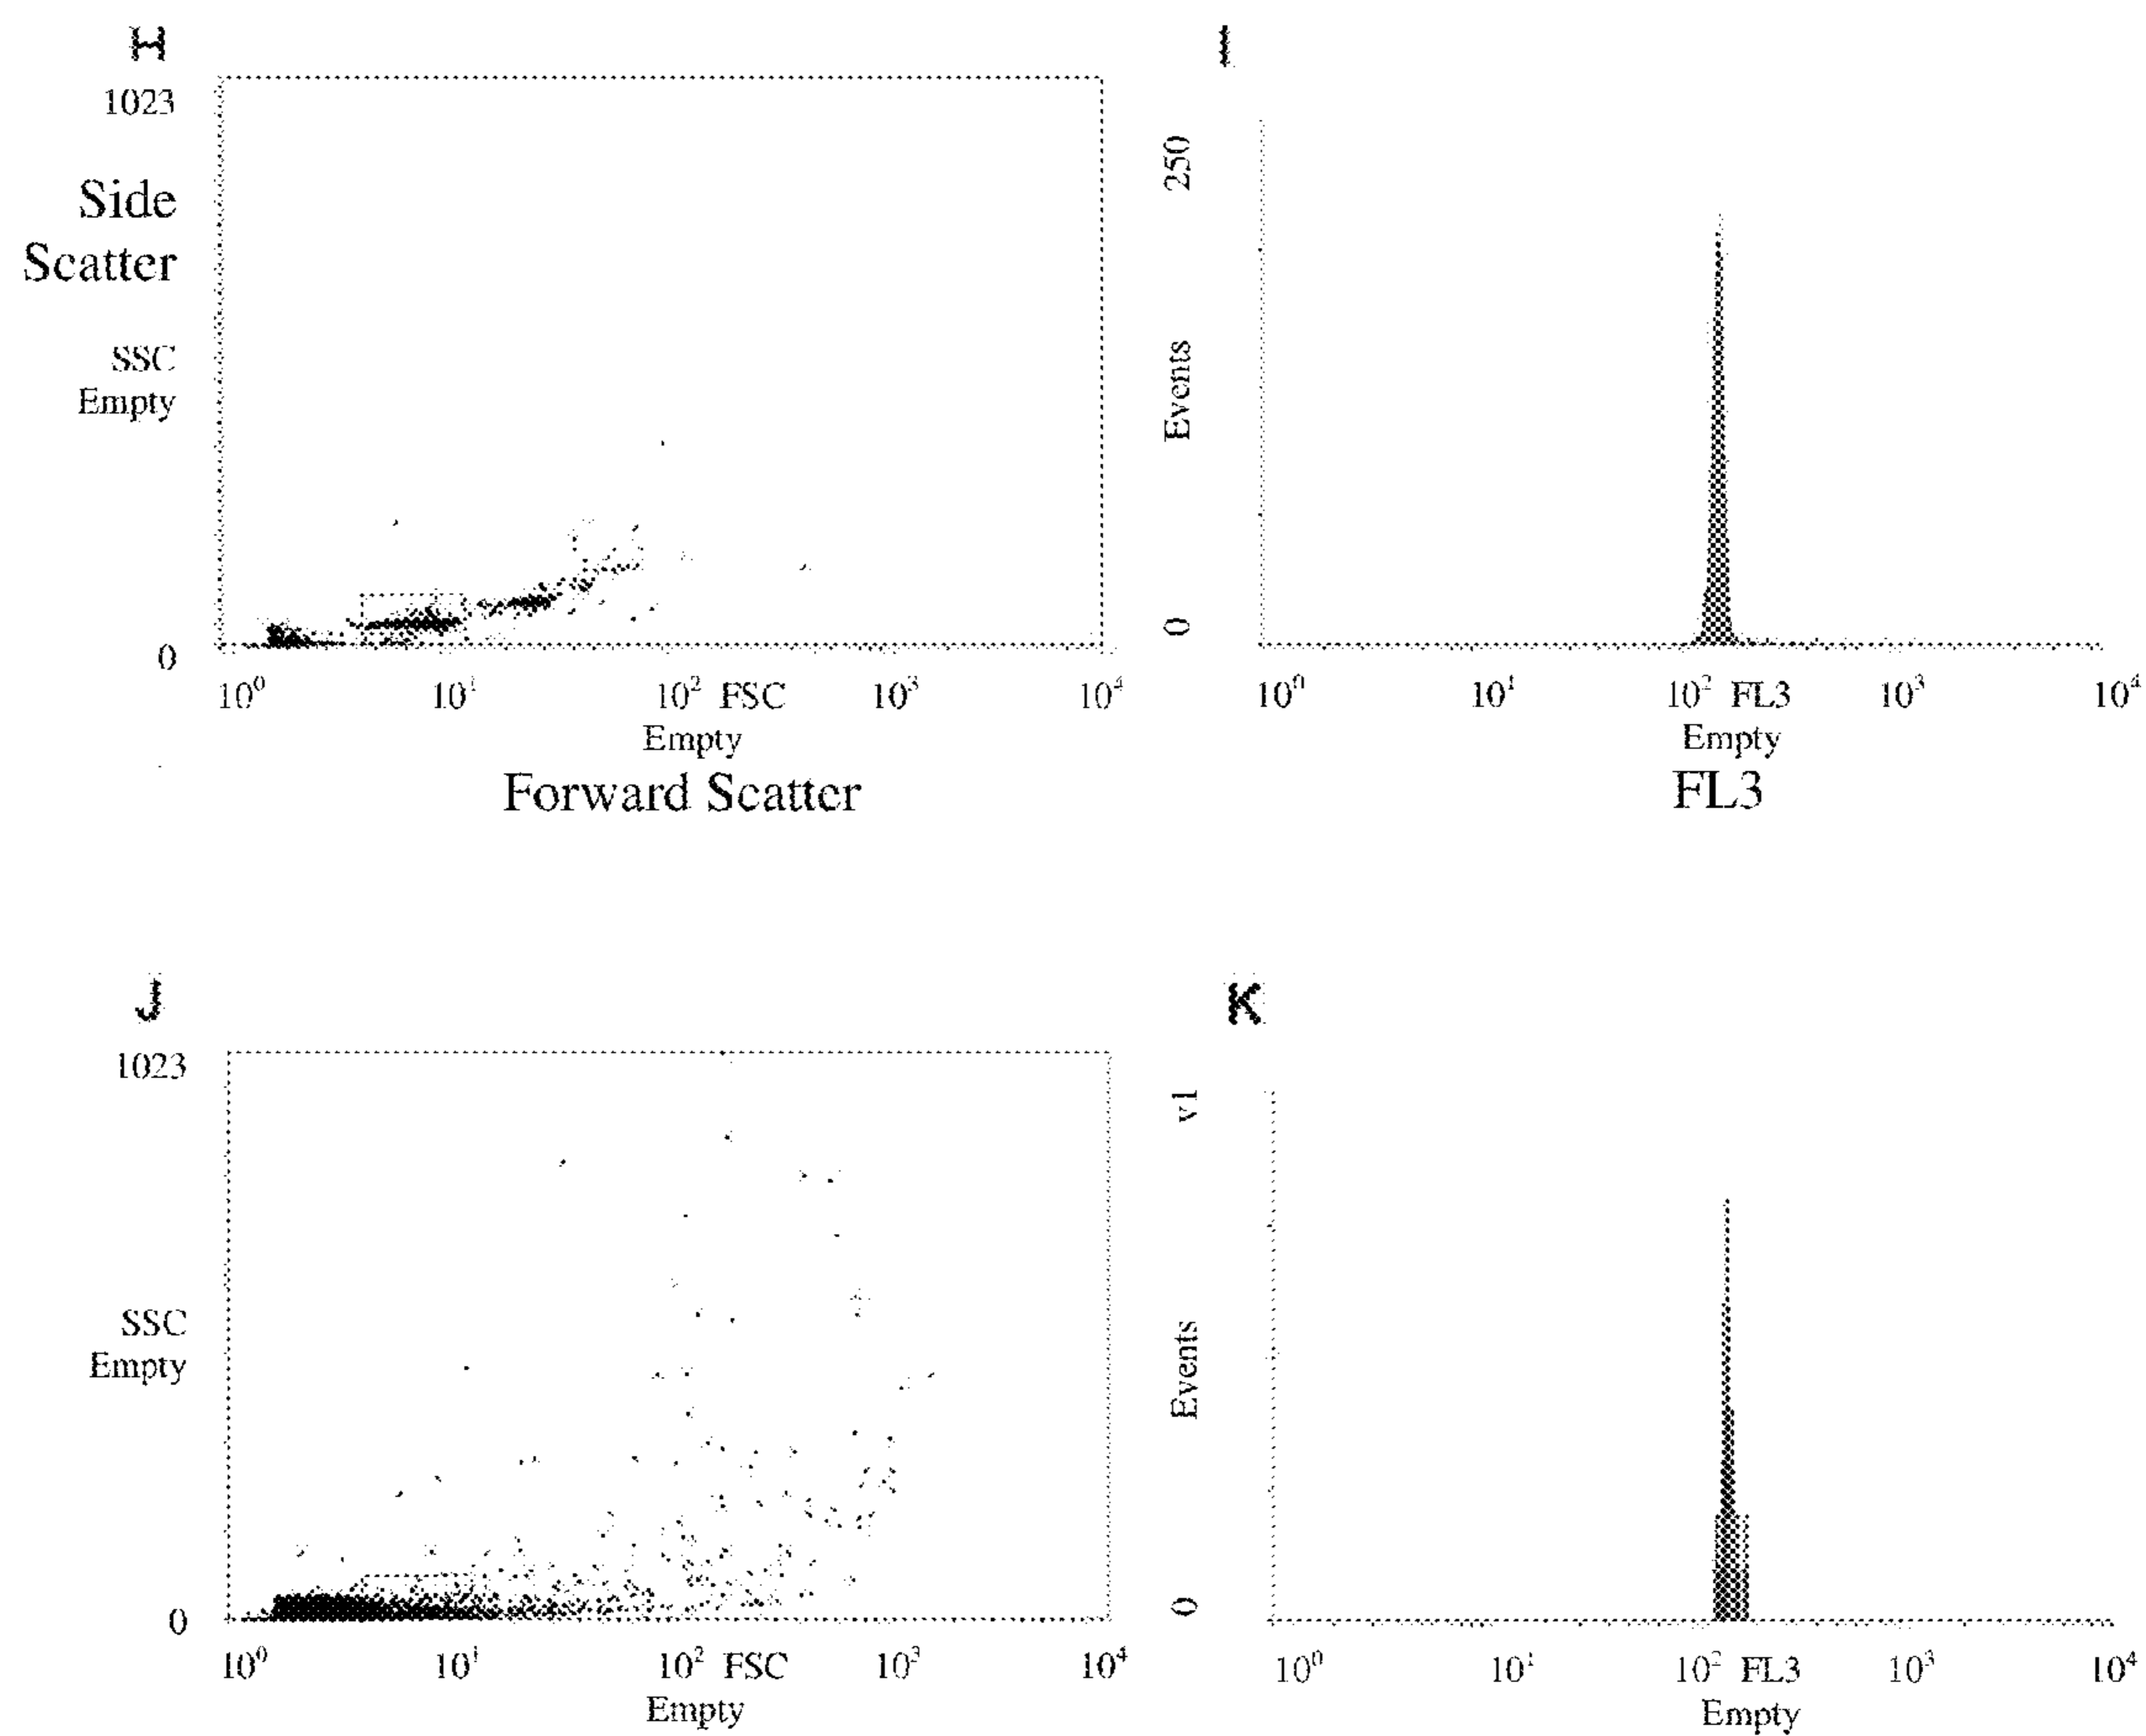 H
1023
Side
Scatter
SSC
Empty
0
10⁰ 10¹ 10² FSC 10³ 10⁴
Empty
Forward Scatter
I
250
Events
0
10⁰ 10¹ 10² FL3 10³ 10⁴
Empty
FL3
J
1023
SSC
Empty
0
10⁰ 10¹ 10² FSC 10³ 10⁴
Empty
K
v1
Events
0
10⁰ 10¹ 10² FL3 10³ 10⁴
Empty